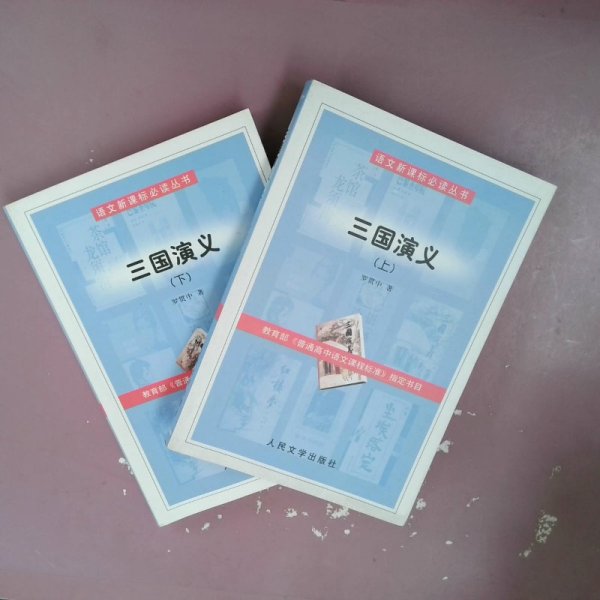 语文新课标必读丛书
三国演义
(下)
罗贯中 著
教育部《普通
语文新课标必读丛书
三国演义
(上)
罗贯中 著
教育部《普通高中语文课程标准》指定书目
人民文学出版社